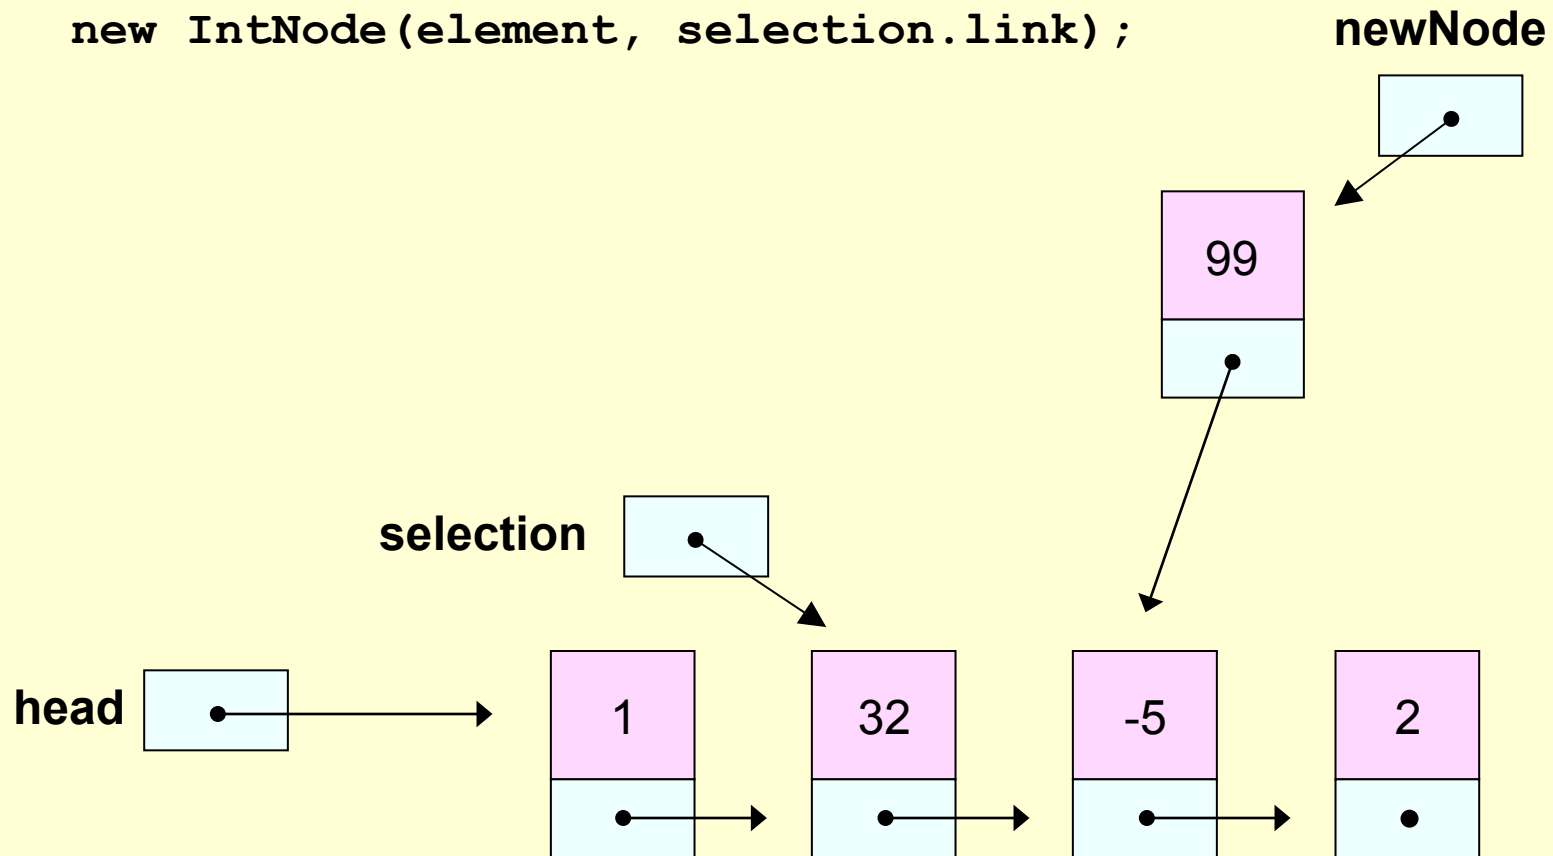 new IntNode(element, selection.link);
newNode
99
selection
head
1
32
-5
2